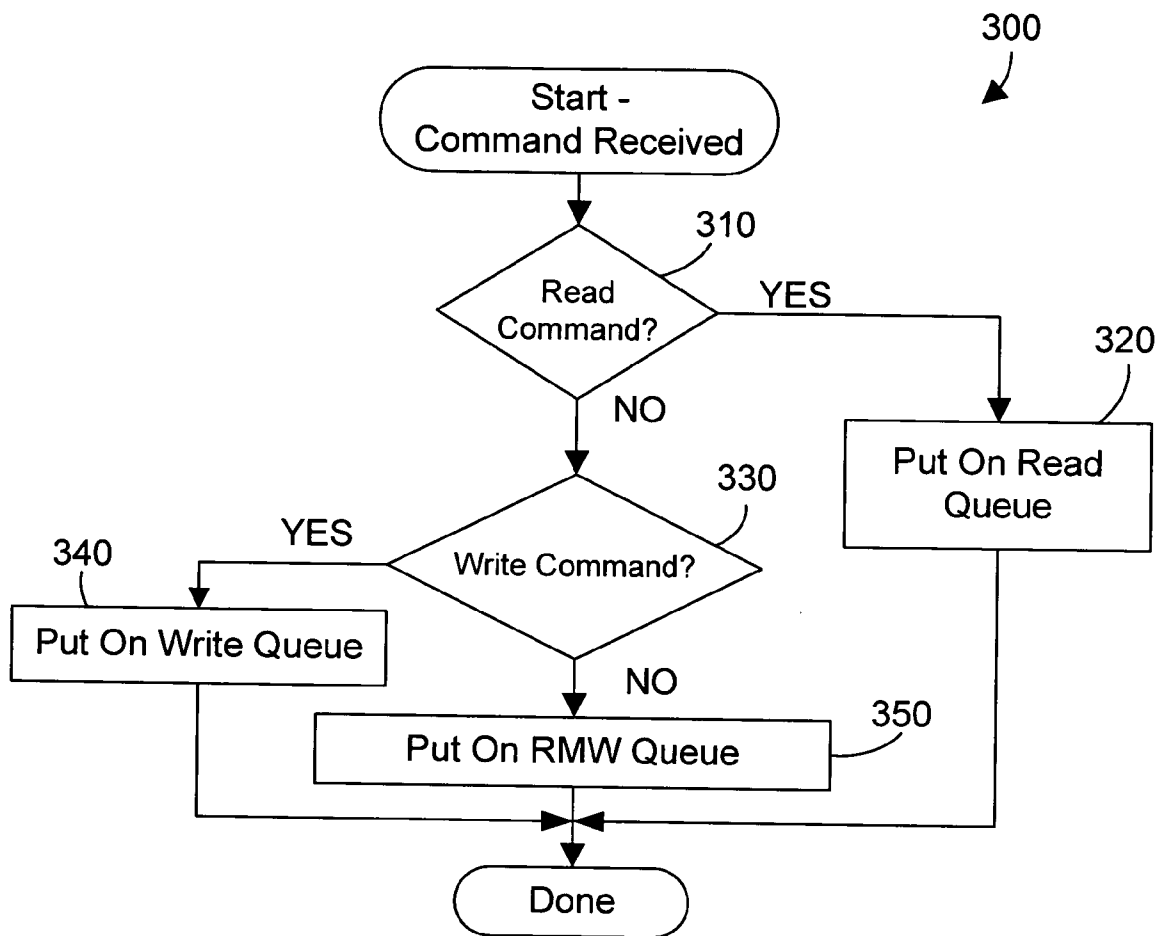 300
Start -
Command Received
310
Read
Command?
YES
320
NO
Put On Read
Queue
330
YES
Write Command?
340
Put On Write Queue
NO
350
Put On RMW Queue
Done